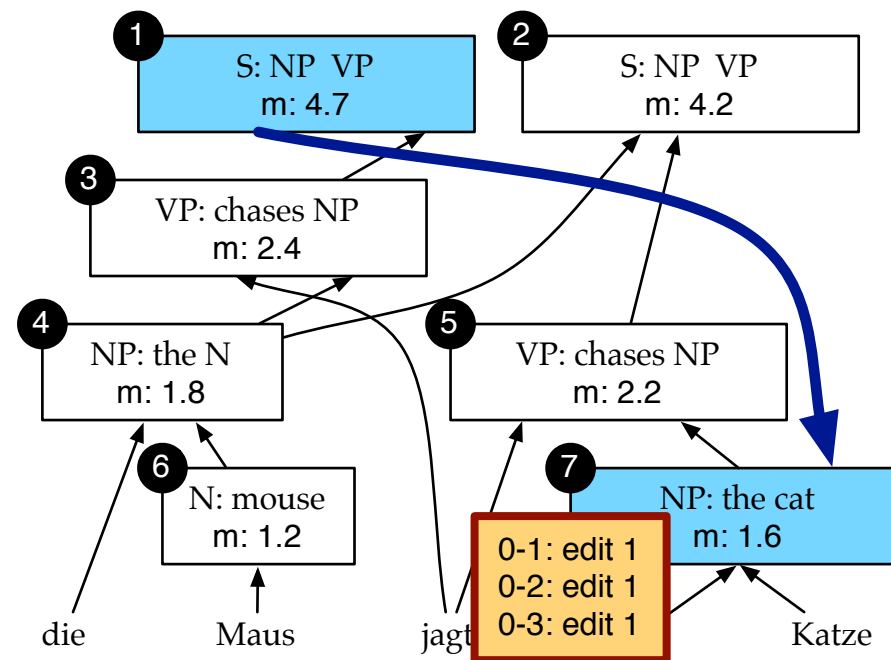 1
S: NP VP
m: 4.7
2
S: NP VP
m: 4.2
3
VP: chases NP
m: 2.4
4
NP: the N
m: 1.8
5
VP: chases NP
m: 2.2
6
N: mouse
m: 1.2
7
NP: the cat
m: 1.6
0-1: edit 1
0-2: edit 1
0-3: edit 1
die
Maus
jagt
Katze